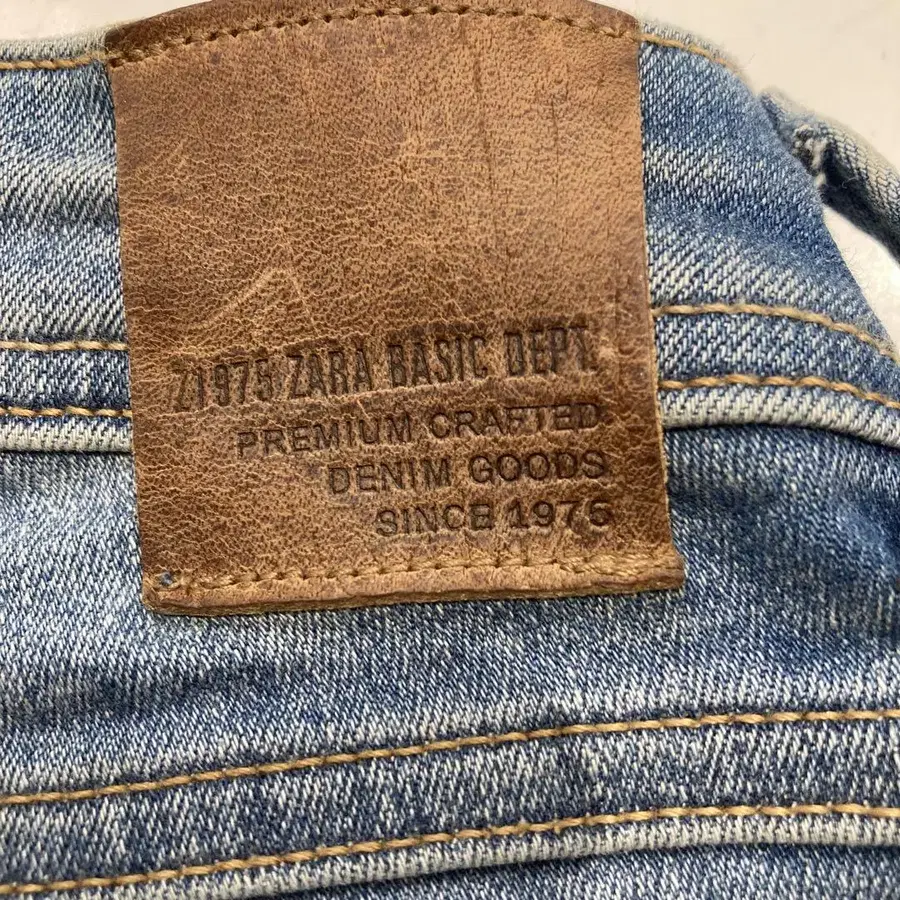 Z1975 ZARA BASIC DEPT.
PREMIUM CRAFTED
DENIM GOODS
SINCE 1975